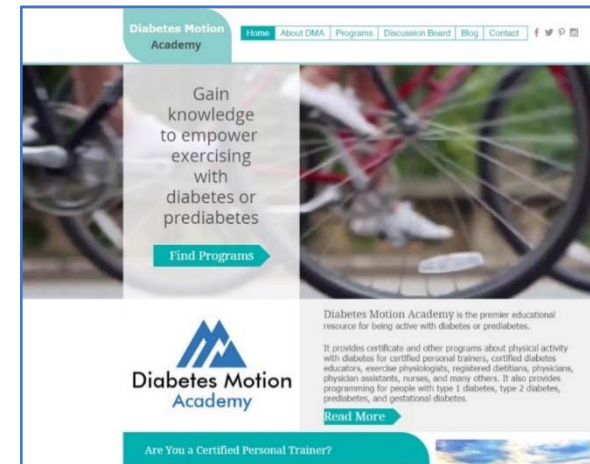 Diabetes Motion
Academy
Home About DMA Programs Discussion Board Blog Contact
Gain
knowledge
to empower
exercising
with
diabetes or
prediabetes
Find Programs
Diabetes Motion
Academy
Diabetes Motion Academy is the premier educational
resource for being active with diabetes or prediabetes.
It provides certificate and other programs about physical activity
with diabetes for certified personal trainers, certified diabetes
educators, exercise physiologists, registered dietitians, physicians,
physician assistants, nurses, and many others. It also provides
programming for people with type 1 diabetes, type 2 diabetes,
prediabetes, and gestational diabetes.
Read More
Are You a Certified Personal Trainer?